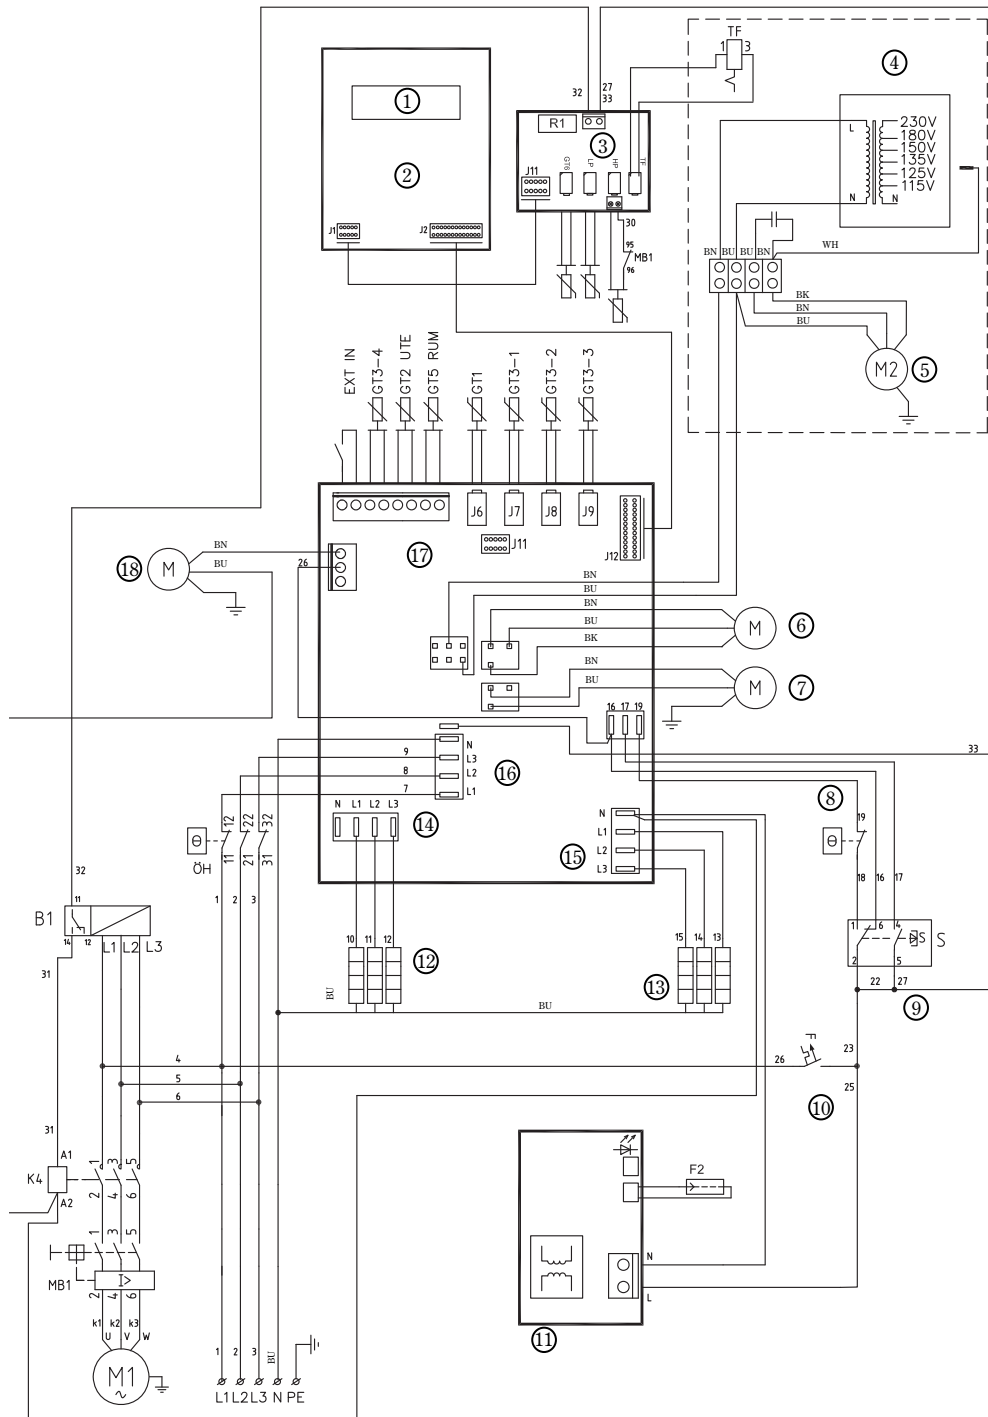 TF
1 3
4
32
27
33
1
R1
3
230V
180V
150V
135V
125V
115V
L
N
N
2
J11
GT6
LP
HP
TF
J1
J2
30
95
MB1
96
BN BU BU BN
WH
BK
BN
BU
M2
5
EXT IN
GT3-4
GT2 UTE
GT5 RUM
GT1
GT3-1
GT3-2
GT3-3
J6
J7
J8
J9
J11
J12
17
18
M
BN
BU
26
BN
BU
BN
BU
BK
M
6
BN
BU
M
7
16 17 19
33
N
L3
L2
L1
9
8
7
16
N L1 L2 L3
14
N
L1
L2
L3
15
8
19
18 16 17
12 22 32
11 21 31
ÖH
1 2 3
32
11
B1
14 12
L1 L2 L3
31
10 11 12
12
BU
15 14 13
13
BU
1 6 4
S
S
2 5
22 27
9
4
5
6
26
F
23
25
10
31
A1
K4
A2
1 3 5
2 4 6
1 3 5
MB1
I>
2 4 6
k1 k2 k3
U V W
M1
~
F2
N
L
11
1 2 3 BU
L1 L2 L3 N PE